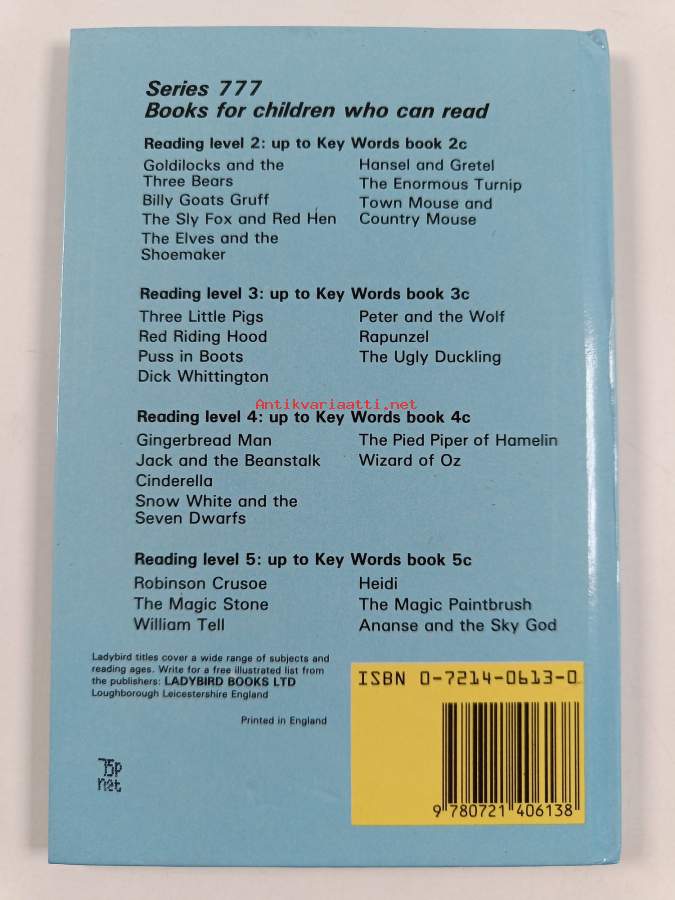 Series 777
Books for children who can read
Reading level 2: up to Key Words book 2c
Goldilocks and the
Three Bears
Billy Goats Gruff
The Sly Fox and Red Hen
The Elves and the
Shoemaker
Hansel and Gretel
The Enormous Turnip
Town Mouse and
Country Mouse
Reading level 3: up to Key Words book 3c
Three Little Pigs
Red Riding Hood
Puss in Boots
Dick Whittington
Peter and the Wolf
Rapunzel
The Ugly Duckling
Antikvariaatti.net
Reading level 4: up to Key Words book 4c
Gingerbread Man
Jack and the Beanstalk
Cinderella
Snow White and the
Seven Dwarfs
The Pied Piper of Hamelin
Wizard of Oz
Reading level 5: up to Key Words book 5c
Robinson Crusoe
The Magic Stone
William Tell
Heidi
The Magic Paintbrush
Ananse and the Sky God
Ladybird titles cover a wide range of subjects and
reading ages. Write for a free illustrated list from
the publishers: LADYBIRD BOOKS LTD
Loughborough Leicestershire England
Printed in England
75p
net
ISBN 0-7214-0613-0
9 780721 406138